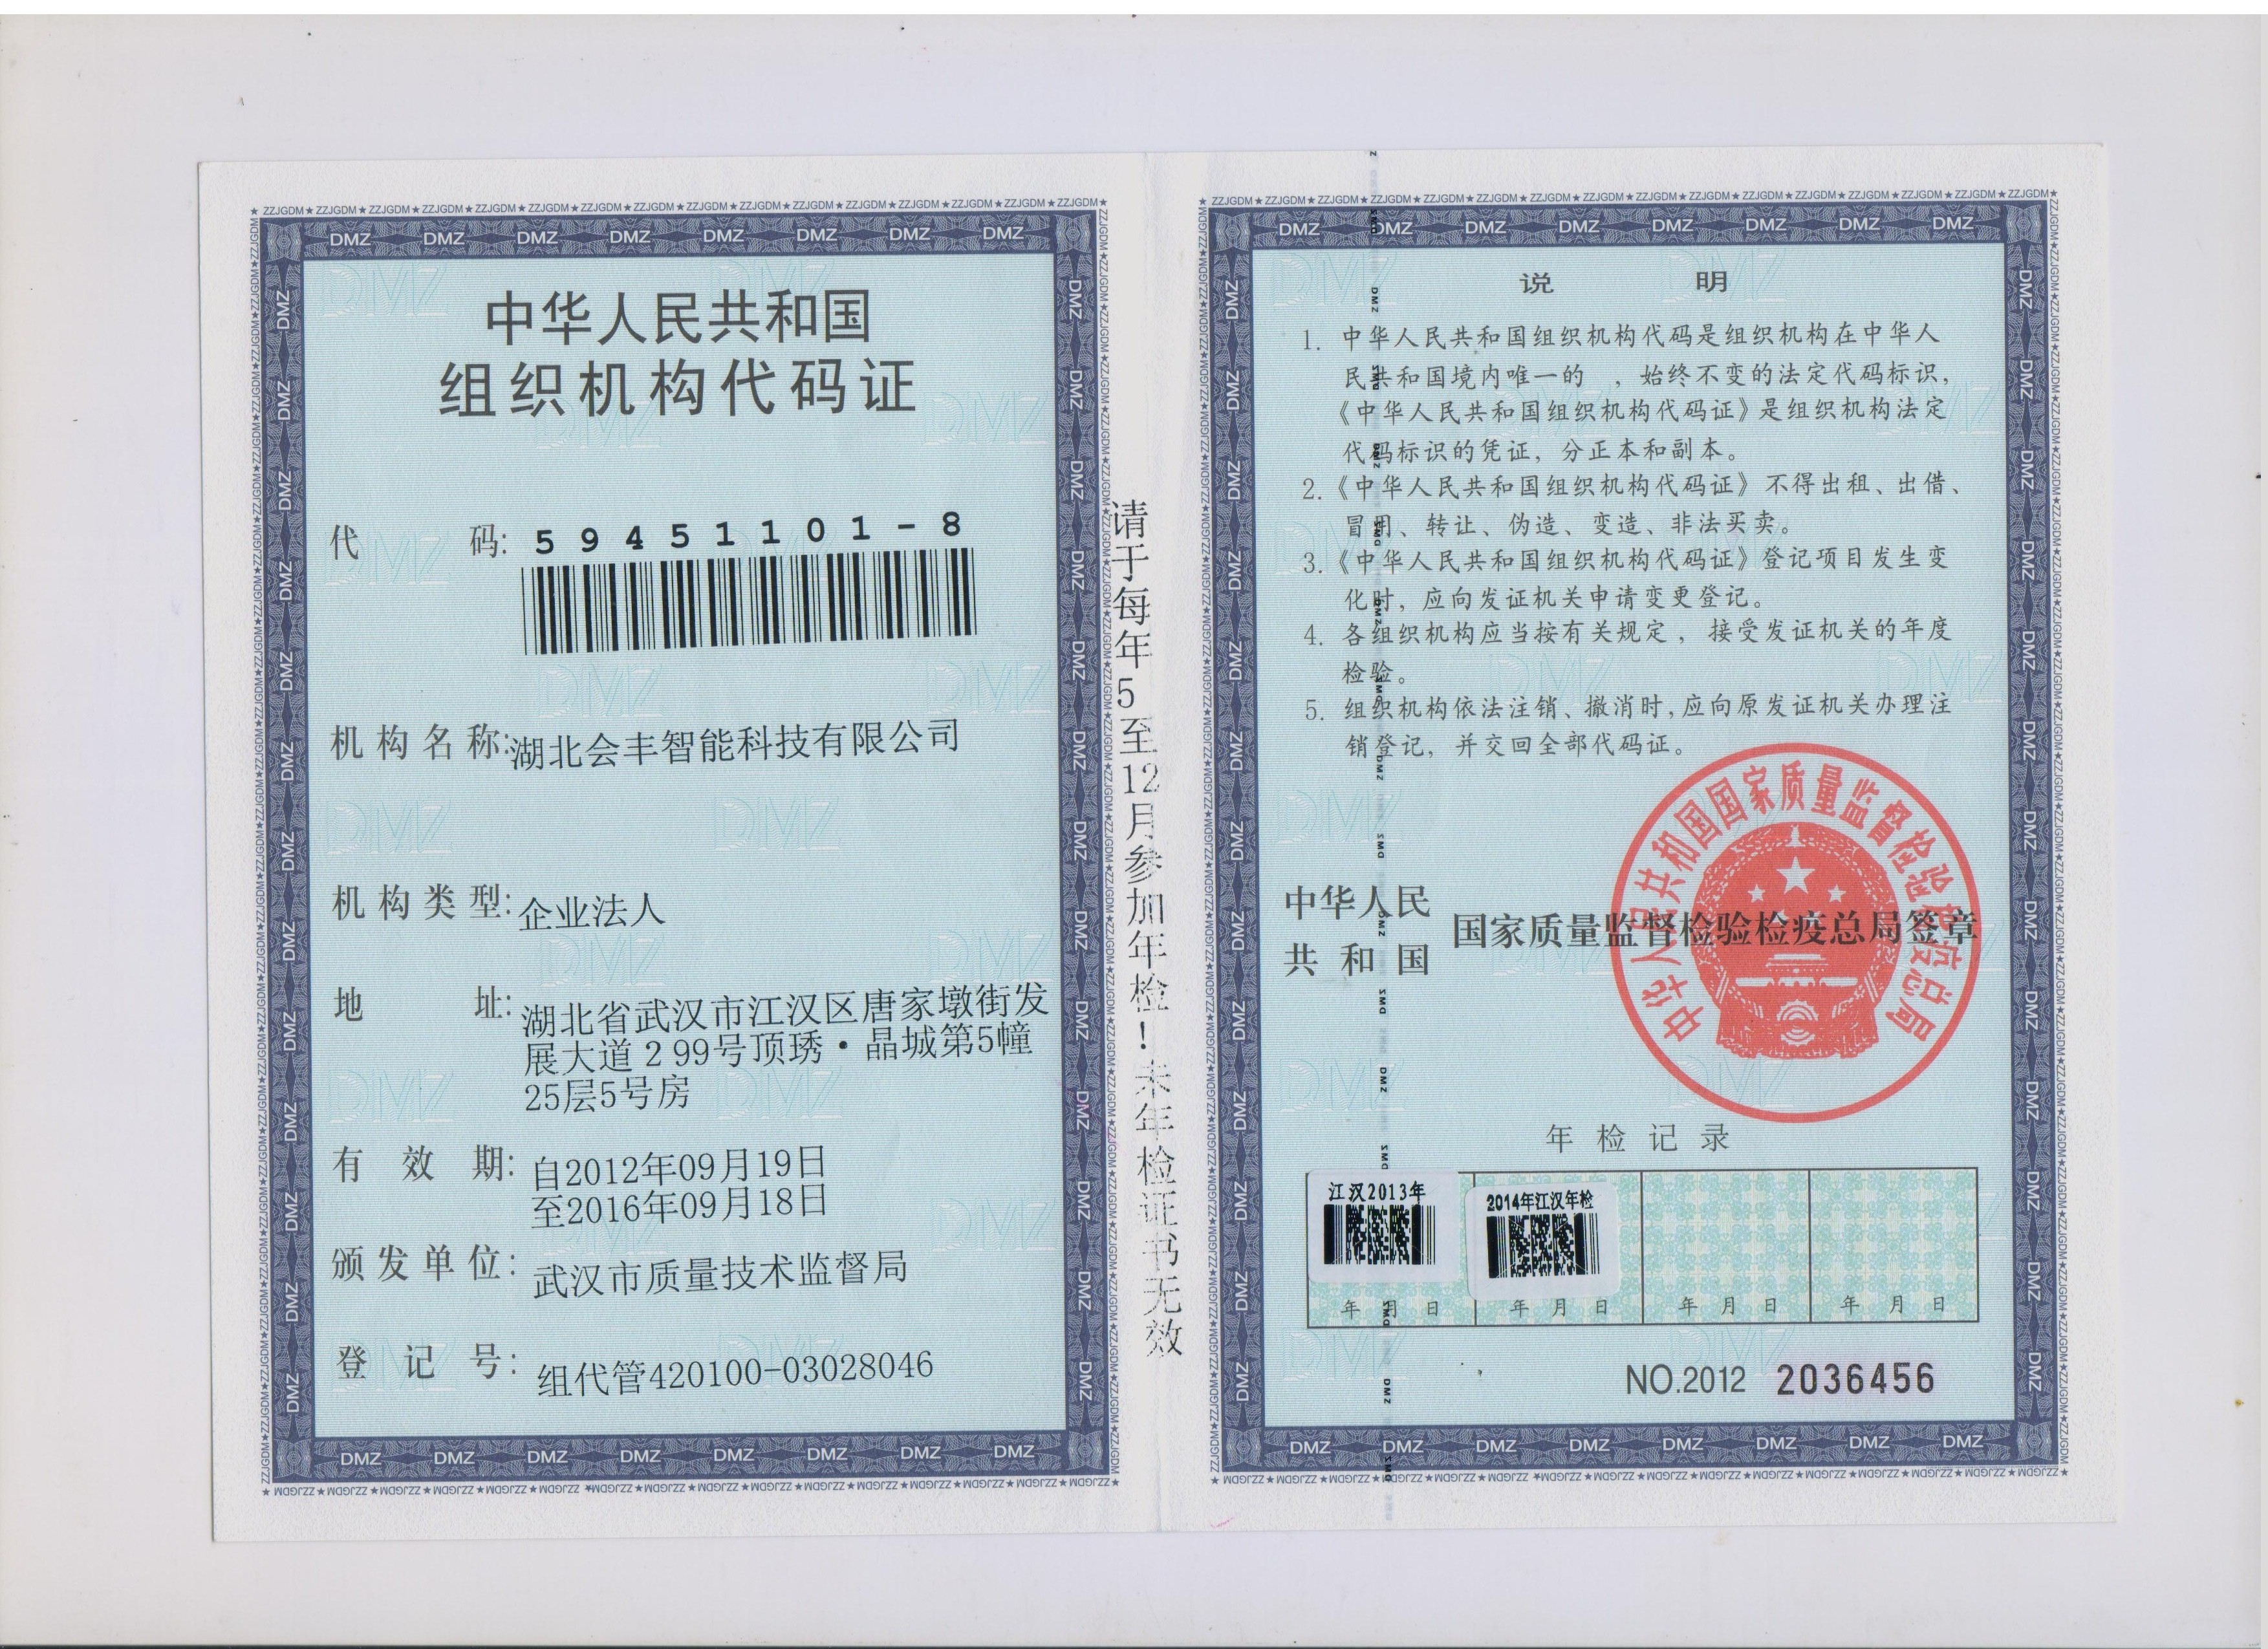 中华人民共和国
组织机构代码证
代 码: 59451101-8
机构名称: 湖北会丰智能科技有限公司
机构类型: 企业法人
地 址: 湖北省武汉市江汉区唐家墩街发
展大道299号顶琇·晶城第5幢
25层5号房
有 效 期: 自2012年09月19日
至2016年09月18日
颁发单位: 武汉市质量技术监督局
登 记 号: 组代管420100-03028046
请于每年5至12月参加年检!未年检证书无效
说 明
1. 中华人民共和国组织机构代码是组织机构在中华人
民共和国境内唯一的 ,始终不变的法定代码标识,
《中华人民共和国组织机构代码证》是组织机构法定
代码标识的凭证,分正本和副本。
2.《中华人民共和国组织机构代码证》不得出租、出借、
冒用、转让、伪造、变造、非法买卖。
3.《中华人民共和国组织机构代码证》登记项目发生变
化时,应向发证机关申请变更登记。
4. 各组织机构应当按有关规定,接受发证机关的年度
检验。
5. 组织机构依法注销、撤消时,应向原发证机关办理注
销登记,并交回全部代码证。
中华人民
共和国
国家质量监督检验检疫总局签章
中华人民共和国国家质量监督检验检疫总局
年检记录
江汉2013年
2014年江汉年检
年 月 日 年 月 日 年 月 日 年 月 日
NO.2012 2036456